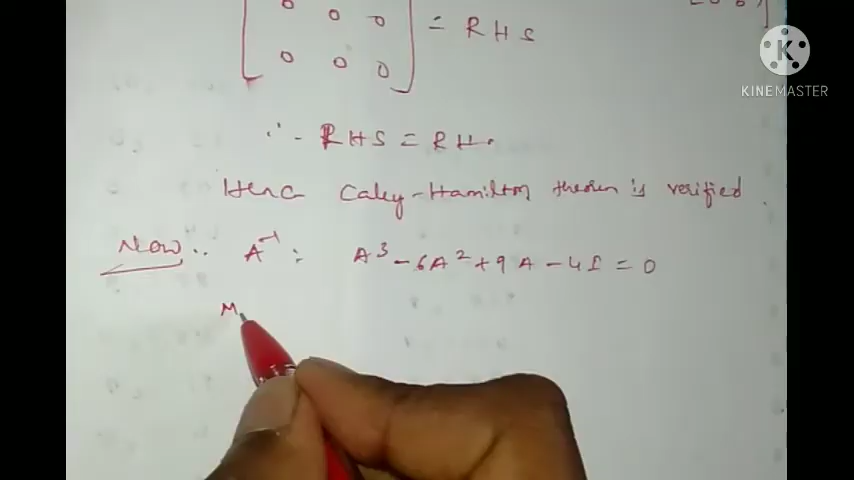 0 0 0 = RHS
0 0 0
K
KINEMASTER
∴ RHS = RH.
Henc Caley-Hamilton theorem is verified.
Now.. A⁻¹: A³ - 6A² + 9A - 4I = 0
M